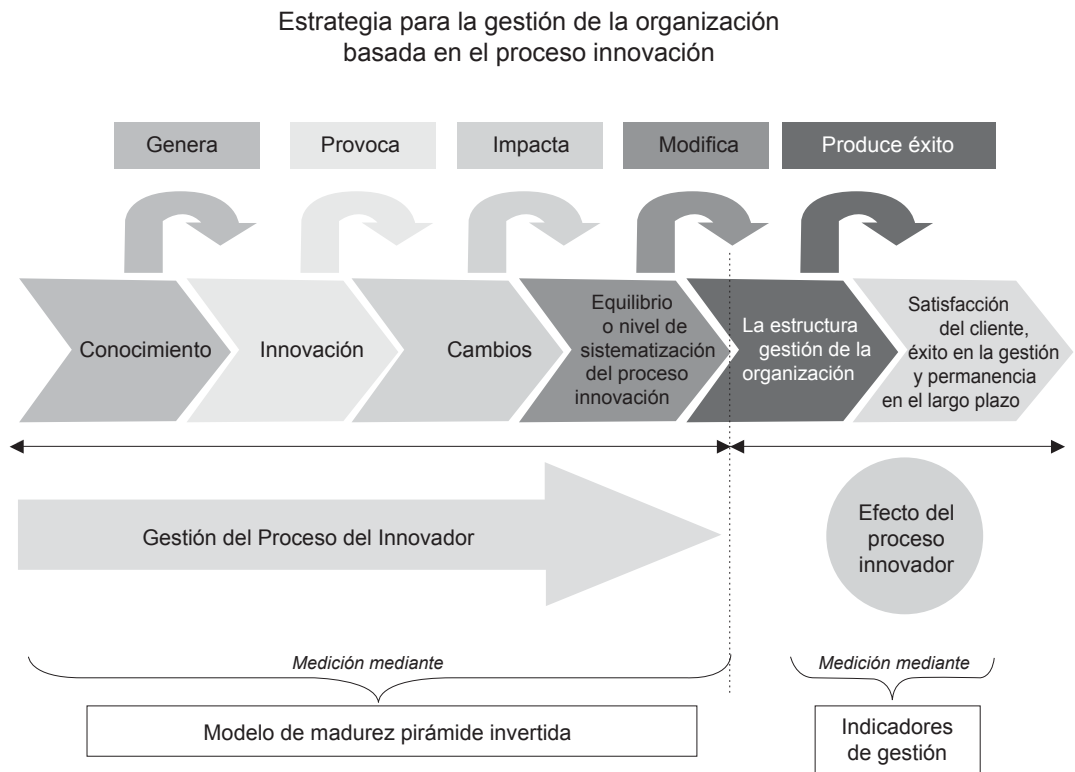 Estrategia para la gestión de la organización
basada en el proceso innovación
Genera
Provoca
Impacta
Modifica
Produce éxito
Conocimiento
Innovación
Cambios
Equilibrio
o nivel de
sistematización
del proceso
innovación
La estructura
gestión de la
organización
Satisfacción
del cliente,
éxito en la gestión
y permanencia
en el largo plazo
Gestión del Proceso del Innovador
Efecto del
proceso
innovador
Medición mediante
Modelo de madurez pirámide invertida
Medición mediante
Indicadores
de gestión